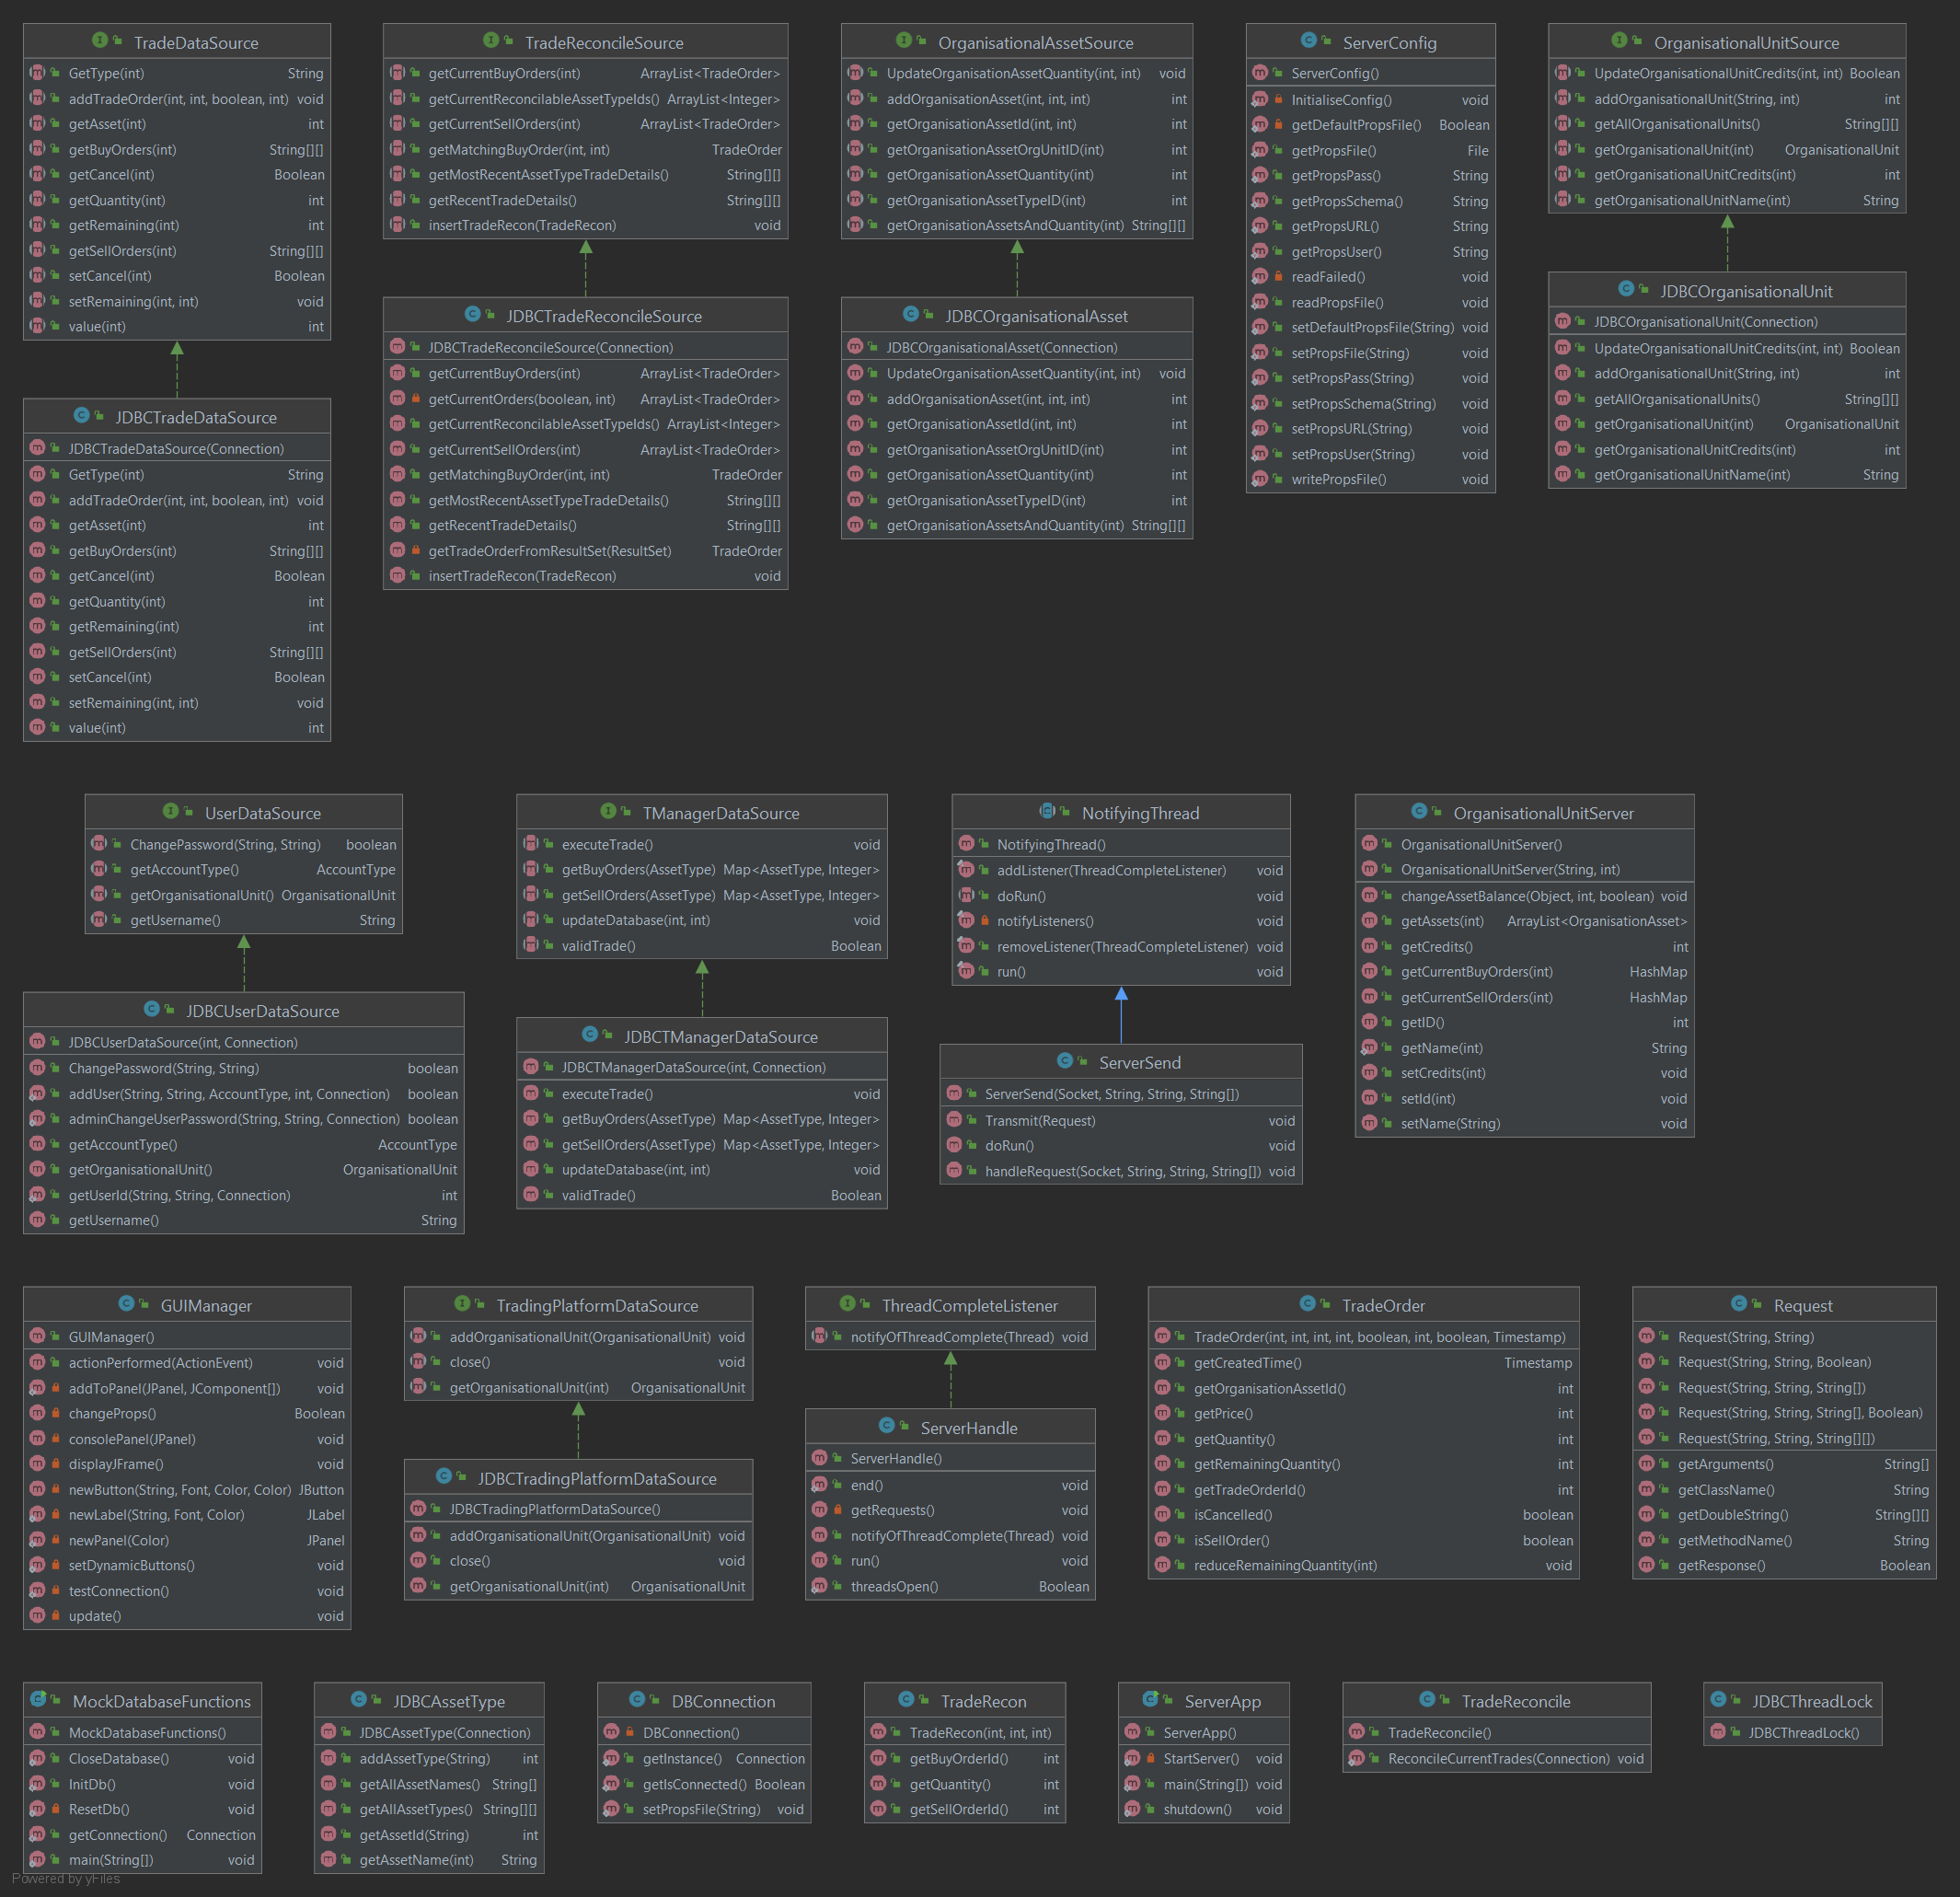 TradeDataSource
GetType(int) String
addTradeOrder(int, int, boolean, int) void
getAsset(int) int
getBuyOrders(int) String[][]
getCancel(int) Boolean
getQuantity(int) int
getRemaining(int) int
getSellOrders(int) String[][]
setCancel(int) Boolean
setRemaining(int, int) void
value(int) int
JDBCTradeDataSource
JDBCTradeDataSource(Connection)
GetType(int) String
addTradeOrder(int, int, boolean, int) void
getAsset(int) int
getBuyOrders(int) String[][]
getCancel(int) Boolean
getQuantity(int) int
getRemaining(int) int
getSellOrders(int) String[][]
setCancel(int) Boolean
setRemaining(int, int) void
value(int) int
TradeReconcileSource
getCurrentBuyOrders(int) ArrayList<TradeOrder>
getCurrentReconcilableAssetTypeIds() ArrayList<Integer>
getCurrentSellOrders(int) ArrayList<TradeOrder>
getMatchingBuyOrder(int, int) TradeOrder
getMostRecentAssetTypeTradeDetails() String[][]
getRecentTradeDetails() String[][]
insertTradeRecon(TradeRecon) void
JDBCTradeReconcileSource
JDBCTradeReconcileSource(Connection)
getCurrentBuyOrders(int) ArrayList<TradeOrder>
getCurrentOrders(boolean, int) ArrayList<TradeOrder>
getCurrentReconcilableAssetTypeIds() ArrayList<Integer>
getCurrentSellOrders(int) ArrayList<TradeOrder>
getMatchingBuyOrder(int, int) TradeOrder
getMostRecentAssetTypeTradeDetails() String[][]
getRecentTradeDetails() String[][]
getTradeOrderFromResultSet(ResultSet) TradeOrder
insertTradeRecon(TradeRecon) void
OrganisationalAssetSource
UpdateOrganisationAssetQuantity(int, int) void
addOrganisationAsset(int, int, int) int
getOrganisationAssetId(int, int) int
getOrganisationAssetOrgUnitID(int) int
getOrganisationAssetQuantity(int) int
getOrganisationAssetTypeID(int) int
getOrganisationAssetsAndQuantity(int) String[][]
JDBCOrganisationalAsset
JDBCOrganisationalAsset(Connection)
UpdateOrganisationAssetQuantity(int, int) void
addOrganisationAsset(int, int, int) int
getOrganisationAssetId(int, int) int
getOrganisationAssetOrgUnitID(int) int
getOrganisationAssetQuantity(int) int
getOrganisationAssetTypeID(int) int
getOrganisationAssetsAndQuantity(int) String[][]
ServerConfig
ServerConfig()
InitialiseConfig() void
getDefaultPropsFile() Boolean
getPropsFile() File
getPropsPass() String
getPropsSchema() String
getPropsURL() String
getPropsUser() String
readFailed() void
readPropsFile() void
setDefaultPropsFile(String) void
setPropsFile(String) void
setPropsPass(String) void
setPropsSchema(String) void
setPropsURL(String) void
setPropsUser(String) void
writePropsFile() void
OrganisationalUnitSource
UpdateOrganisationalUnitCredits(int, int) Boolean
addOrganisationalUnit(String, int) int
getAllOrganisationalUnits() String[][]
getOrganisationalUnit(int) OrganisationalUnit
getOrganisationalUnitCredits(int) int
getOrganisationalUnitName(int) String
JDBCOrganisationalUnit
JDBCOrganisationalUnit(Connection)
UpdateOrganisationalUnitCredits(int, int) Boolean
addOrganisationalUnit(String, int) int
getAllOrganisationalUnits() String[][]
getOrganisationalUnit(int) OrganisationalUnit
getOrganisationalUnitCredits(int) int
getOrganisationalUnitName(int) String
UserDataSource
ChangePassword(String, String) boolean
getAccountType() AccountType
getOrganisationalUnit() OrganisationalUnit
getUsername() String
JDBCUserDataSource
JDBCUserDataSource(int, Connection)
ChangePassword(String, String) boolean
addUser(String, String, AccountType, int, Connection) boolean
adminChangeUserPassword(String, String, Connection) boolean
getAccountType() AccountType
getOrganisationalUnit() OrganisationalUnit
getUserId(String, String, Connection) int
getUsername() String
TManagerDataSource
executeTrade() void
getBuyOrders(AssetType) Map<AssetType, Integer>
getSellOrders(AssetType) Map<AssetType, Integer>
updateDatabase(int, int) void
validTrade() Boolean
JDBCTManagerDataSource
JDBCTManagerDataSource(int, Connection)
executeTrade() void
getBuyOrders(AssetType) Map<AssetType, Integer>
getSellOrders(AssetType) Map<AssetType, Integer>
updateDatabase(int, int) void
validTrade() Boolean
NotifyingThread
NotifyingThread()
addListener(ThreadCompleteListener) void
doRun() void
notifyListeners() void
removeListener(ThreadCompleteListener) void
run() void
ServerSend
ServerSend(Socket, String, String, String[])
Transmit(Request) void
doRun() void
handleRequest(Socket, String, String, String[]) void
OrganisationalUnitServer
OrganisationalUnitServer()
OrganisationalUnitServer(String, int)
changeAssetBalance(Object, int, boolean) void
getAssets(int) ArrayList<OrganisationAsset>
getCredits() int
getCurrentBuyOrders(int) HashMap
getCurrentSellOrders(int) HashMap
getID() int
getName(int) String
setCredits(int) void
setId(int) void
setName(String) void
GUIManager
GUIManager()
actionPerformed(ActionEvent) void
addToPanel(JPanel, JComponent[]) void
changeProps() Boolean
consolePanel(JPanel) void
displayJFrame() void
newButton(String, Font, Color, Color) JButton
newLabel(String, Font, Color) JLabel
newPanel(Color) JPanel
setDynamicButtons() void
testConnection() void
update() void
TradingPlatformDataSource
addOrganisationalUnit(OrganisationalUnit) void
close() void
getOrganisationalUnit(int) OrganisationalUnit
JDBCTradingPlatformDataSource
JDBCTradingPlatformDataSource()
addOrganisationalUnit(OrganisationalUnit) void
close() void
getOrganisationalUnit(int) OrganisationalUnit
ThreadCompleteListener
notifyOfThreadComplete(Thread) void
ServerHandle
ServerHandle()
end() void
getRequests() void
notifyOfThreadComplete(Thread) void
run() void
threadsOpen() Boolean
TradeOrder
TradeOrder(int, int, int, int, boolean, int, boolean, Timestamp)
getCreatedTime() Timestamp
getOrganisationAssetId() int
getPrice() int
getQuantity() int
getRemainingQuantity() int
getTradeOrderId() int
isCancelled() boolean
isSellOrder() boolean
reduceRemainingQuantity(int) void
Request
Request(String, String)
Request(String, String, Boolean)
Request(String, String, String[])
Request(String, String, String[], Boolean)
Request(String, String, String[][])
getArguments() String[]
getClassName() String
getDoubleString() String[][]
getMethodName() String
getResponse() Boolean
MockDatabaseFunctions
MockDatabaseFunctions()
CloseDatabase() void
InitDb() void
ResetDb() void
getConnection() Connection
main(String[]) void
JDBCAssetType
JDBCAssetType(Connection)
addAssetType(String) int
getAllAssetNames() String[]
getAllAssetTypes() String[][]
getAssetId(String) int
getAssetName(int) String
DBConnection
DBConnection()
getInstance() Connection
getIsConnected() Boolean
setPropsFile(String) void
TradeRecon
TradeRecon(int, int, int)
getBuyOrderId() int
getQuantity() int
getSellOrderId() int
ServerApp
ServerApp()
StartServer() void
main(String[]) void
shutdown() void
TradeReconcile
TradeReconcile()
ReconcileCurrentTrades(Connection) void
JDBCThreadLock
JDBCThreadLock()
Powered by yFiles